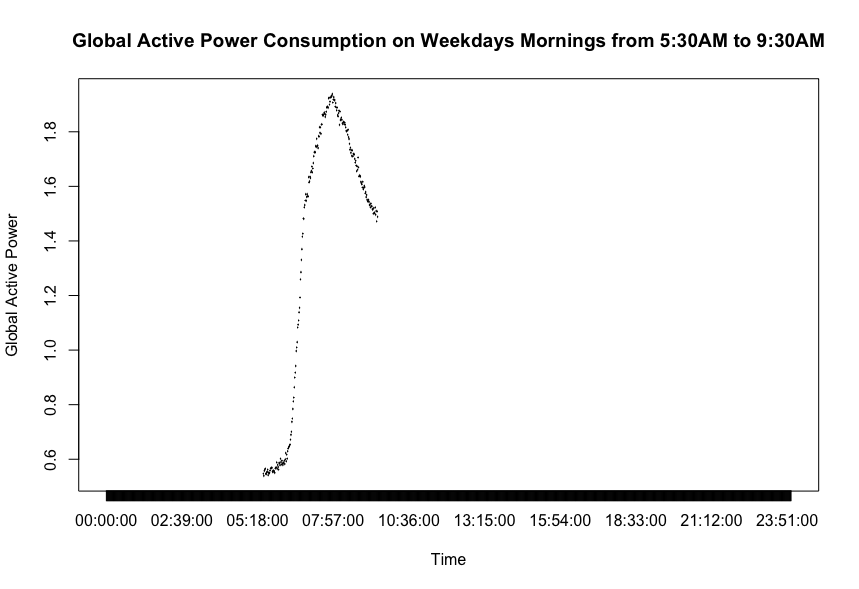 Global Active Power Consumption on Weekdays Mornings from 5:30AM to 9:30AM
Global Active Power
1.8
1.6
1.4
1.2
1.0
0.8
0.6
00:00:00 02:39:00 05:18:00 07:57:00 10:36:00 13:15:00 15:54:00 18:33:00 21:12:00 23:51:00
Time